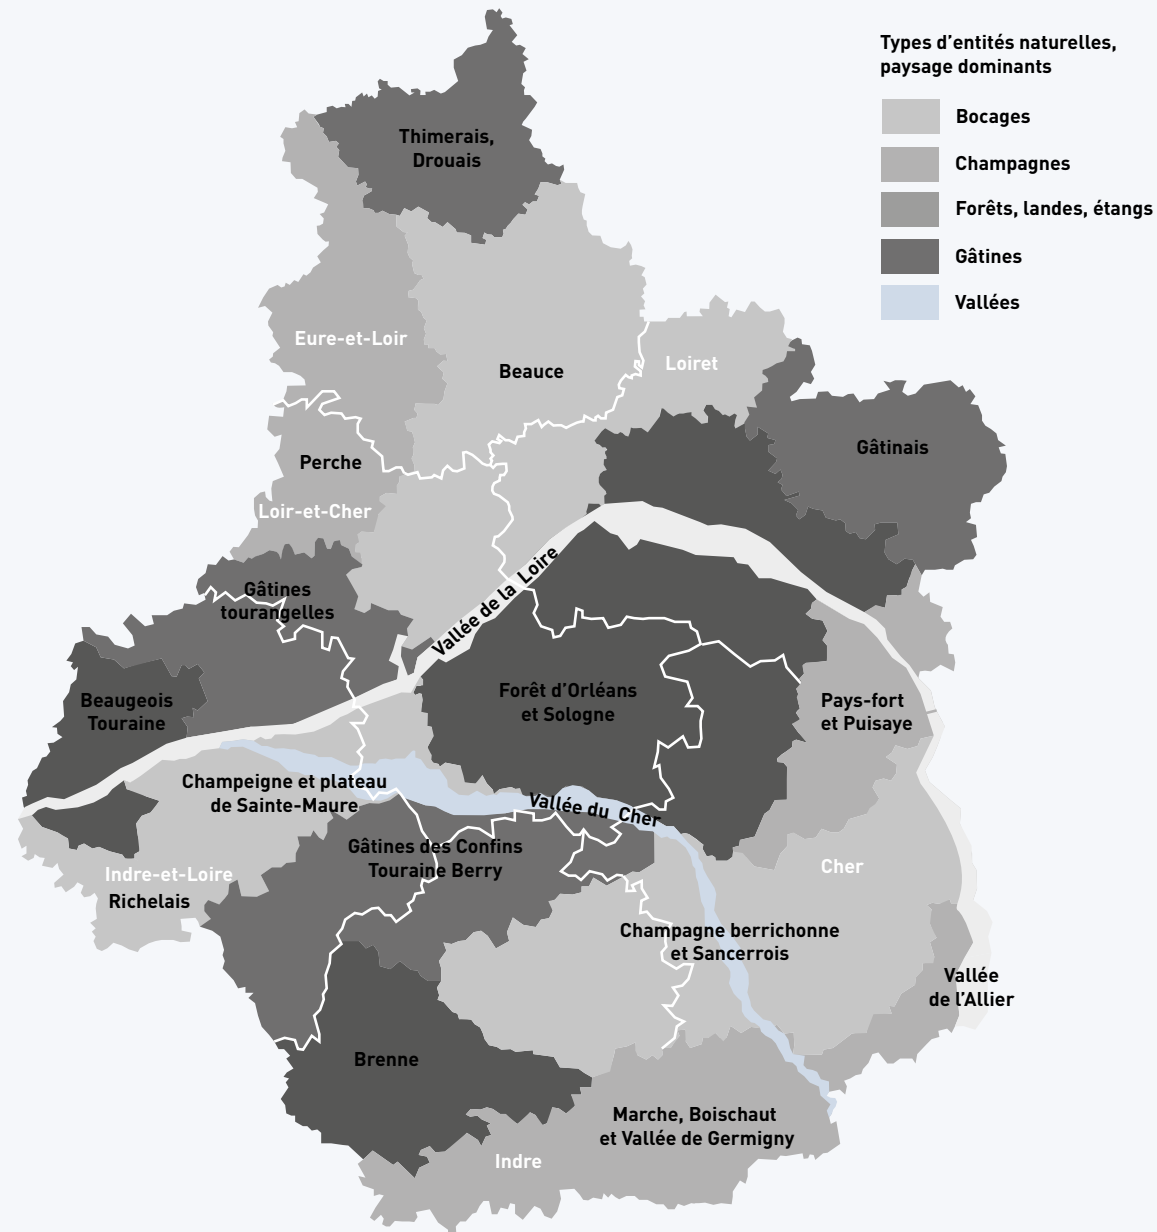 Types d’entités naturelles,
paysage dominants
Bocages
Champagnes
Forêts, landes, étangs
Gâtines
Vallées
Thimerais,
Drouais
Eure-et-Loir
Beauce
Loiret
Gâtinais
Perche
Loir-et-Cher
Gâtines
tourangelles
Vallée de la Loire
Beaugeois
Touraine
Forêt d’Orléans
et Sologne
Pays-fort
et Puisaye
Champeigne et plateau
de Sainte-Maure
Vallée du Cher
Gâtines des Confins
Touraine Berry
Indre-et-Loire
Richelais
Cher
Champagne berrichonne
et Sancerrois
Vallée
de l’Allier
Brenne
Marche, Boischaut
et Vallée de Germigny
Indre